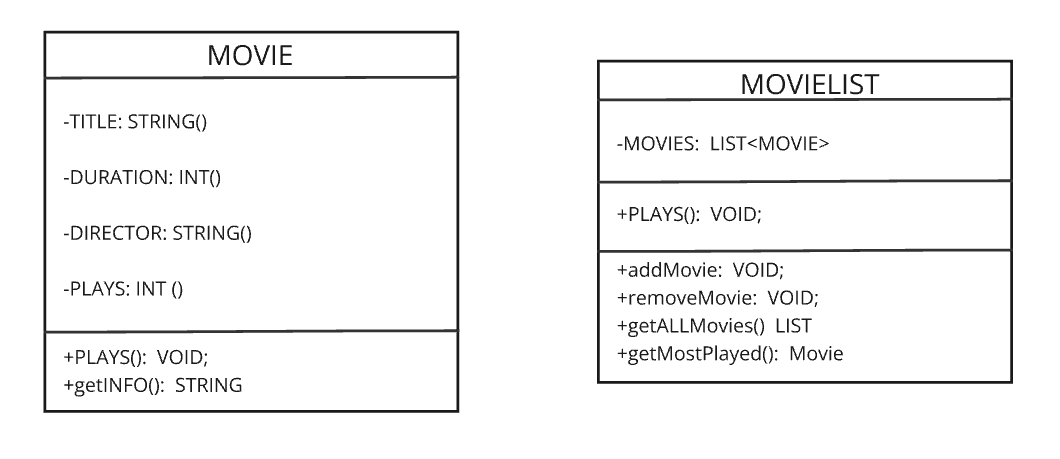 MOVIE
-TITLE: STRING()
-DURATION: INT()
-DIRECTOR: STRING()
-PLAYS: INT ()
+PLAYS(): VOID;
+getINFO(): STRING
MOVIELIST
-MOVIES: LIST<MOVIE>
+PLAYS(): VOID;
+addMovie: VOID;
+removeMovie: VOID;
+getALLMovies() LIST
+getMostPlayed(): Movie